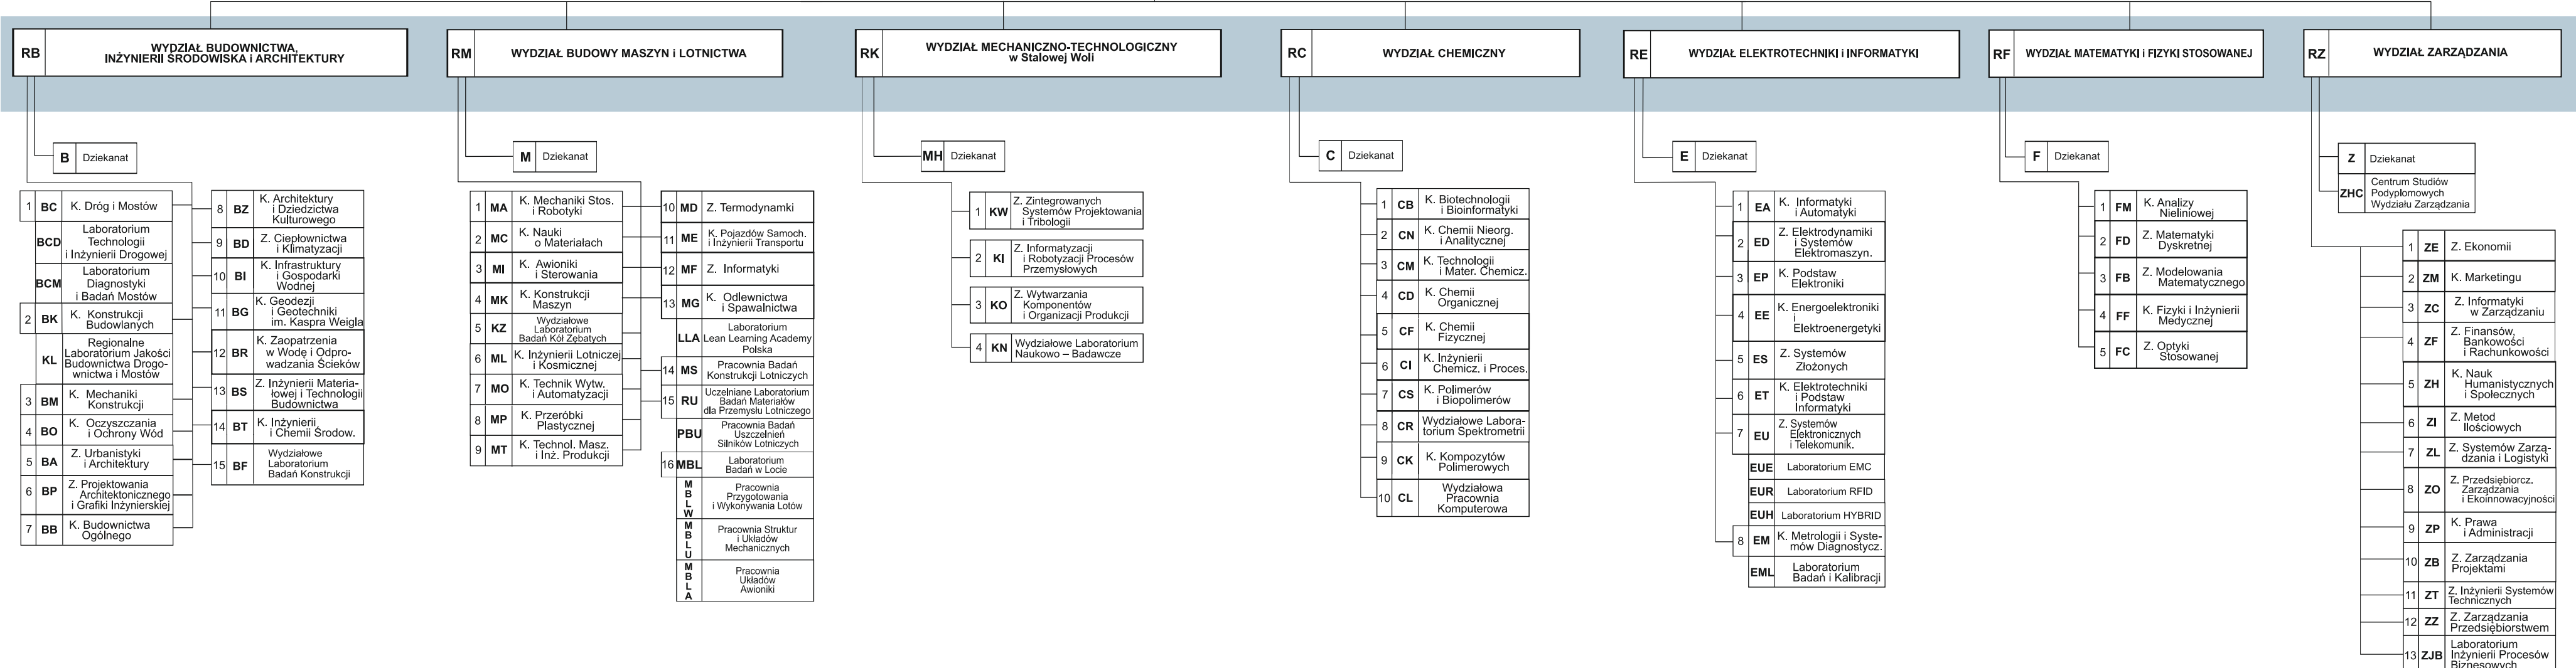 RB
WYDZIAŁ BUDOWNICTWA,
INŻYNIERII ŚRODOWISKA i ARCHITEKTURY
B Dziekanat
1 BC K. Dróg i Mostów
BCD
Laboratorium
Technologii
i Inżynierii Drogowej
BCM
Laboratorium
Diagnostyki
i Badań Mostów
2 BK K. Konstrukcji
Budowlanych
KL
Regionalne
Laboratorium Jakości
Budownictwa Drogo-
wnictwa i Mostów
3 BM K. Mechaniki
Konstrukcji
4 BO K. Oczyszczania
i Ochrony Wód
5 BA Z. Urbanistyki
i Architektury
6 BP Z. Projektowania
Architektonicznego
i Grafiki Inżynierskiej
7 BB K. Budownictwa
Ogólnego
8 BZ K. Architektury
i Dziedzictwa
Kulturowego
9 BD Z. Ciepłownictwa
i Klimatyzacji
10 BI K. Infrastruktury
i Gospodarki
Wodnej
11 BG K. Geodezji
i Geotechniki
im. Kaspra Weigla
12 BR K. Zaopatrzenia
w Wodę i Odpro-
wadzania Ścieków
13 BS Z. Inżynierii Materia-
łowej i Technologii
Budownictwa
14 BT K. Inżynierii
i Chemii Środow.
15 BF Wydziałowe
Laboratorium
Badań Konstrukcji
RM WYDZIAŁ BUDOWY MASZYN i LOTNICTWA
M Dziekanat
1 MA K. Mechaniki Stos.
i Robotyki
2 MC K. Nauki
o Materiałach
3 MI K. Awioniki
i Sterowania
4 MK K. Konstrukcji
Maszyn
5 KZ Wydziałowe
Laboratorium
Badań Kół Zębatych
6 ML K. Inżynierii Lotniczej
i Kosmicznej
7 MO K. Technik Wytw.
i Automatyzacji
8 MP K. Przeróbki
Plastycznej
9 MT K. Technol. Masz.
i Inż. Produkcji
10 MD Z. Termodynamki
11 ME K. Pojazdów Samoch.
i Inżynierii Transportu
12 MF Z. Informatyki
13 MG K. Odlewnictwa
i Spawalnictwa
LLA
Laboratorium
Lean Learning Academy
Polska
14 MS Pracownia Badań
Konstrukcji Lotniczych
15 RU Uczelniane Laboratorium
Badań Materiałów
dla Przemysłu Lotniczego
PBU
Pracownia Badań
Uszczelnień
Silników Lotniczych
16 MBL Laboratorium
Badań w Locie
MBLW
Pracownia
Przygotowania
i Wykonywania Lotów
MBLU
Pracownia Struktur
i Układów
Mechanicznych
MBLA
Pracownia
Układów
Awioniki
RK
WYDZIAŁ MECHANICZNO-TECHNOLOGICZNY
w Stalowej Woli
MH Dziekanat
1 KW Z. Zintegrowanych
Systemów Projektowania
i Tribologii
2 KI Z. Informatyzacji
i Robotyzacji Procesów
Przemysłowych
3 KO Z. Wytwarzania
Komponentów
i Organizacji Produkcji
4 KN Wydziałowe Laboratorium
Naukowo – Badawcze
RC WYDZIAŁ CHEMICZNY
C Dziekanat
1 CB K. Biotechnologii
i Bioinformatyki
2 CN K. Chemii Nieorg.
i Analitycznej
3 CM K. Technologii
i Mater. Chemicz.
4 CD K. Chemii
Organicznej
5 CF K. Chemii
Fizycznej
6 CI K. Inżynierii
Chemicz. i Proces.
7 CS K. Polimerów
i Biopolimerów
8 CR Wydziałowe Labora-
torium Spektrometrii
9 CK K. Kompozytów
Polimerowych
10 CL Wydziałowa
Pracownia
Komputerowa
RE WYDZIAŁ ELEKTROTECHNIKI i INFORMATYKI
E Dziekanat
1 EA K. Informatyki
i Automatyki
2 ED Z. Elektrodynamiki
i Systemów
Elektromaszyn.
3 EP K. Podstaw
Elektroniki
4 EE K. Energoelektroniki
i
Elektroenergetyki
5 ES Z. Systemów
Złożonych
6 ET K. Elektrotechniki
i Podstaw
Informatyki
7 EU Z. Systemów
Elektronicznych
i Telekomunik.
EUE Laboratorium EMC
EUR Laboratorium RFID
EUH Laboratorium HYBRID
8 EM K. Metrologii i Syste-
mów Diagnostycz.
EML Laboratorium
Badań i Kalibracji
RF WYDZIAŁ MATEMATYKI i FIZYKI STOSOWANEJ
F Dziekanat
1 FM K. Analizy
Nieliniowej
2 FD Z. Matematyki
Dyskretnej
3 FB Z. Modelowania
Matematycznego
4 FF K. Fizyki i Inżynierii
Medycznej
5 FC Z. Optyki
Stosowanej
RZ WYDZIAŁ ZARZĄDZANIA
Z Dziekanat
ZHC
Centrum Studiów
Podyplomowych
Wydziału Zarządzania
1 ZE Z. Ekonomii
2 ZM K. Marketingu
3 ZC Z. Informatyki
w Zarządzaniu
4 ZF Z. Finansów,
Bankowości
i Rachunkowości
5 ZH K. Nauk
Humanistycznych
i Społecznych
6 ZI Z. Metod
Ilościowych
7 ZL Z. Systemów Zarzą-
dzania i Logistyki
8 ZO Z. Przedsiębiorcz.
Zarządzania
i Ekoinnowacyjności
9 ZP K. Prawa
i Administracji
10 ZB Z. Zarządzania
Projektami
11 ZT Z. Inżynierii Systemów
Technicznych
12 ZZ Z. Zarządzania
Przedsiębiorstwem
13 ZJB Laboratorium
Inżynierii Procesów
Biznesowych